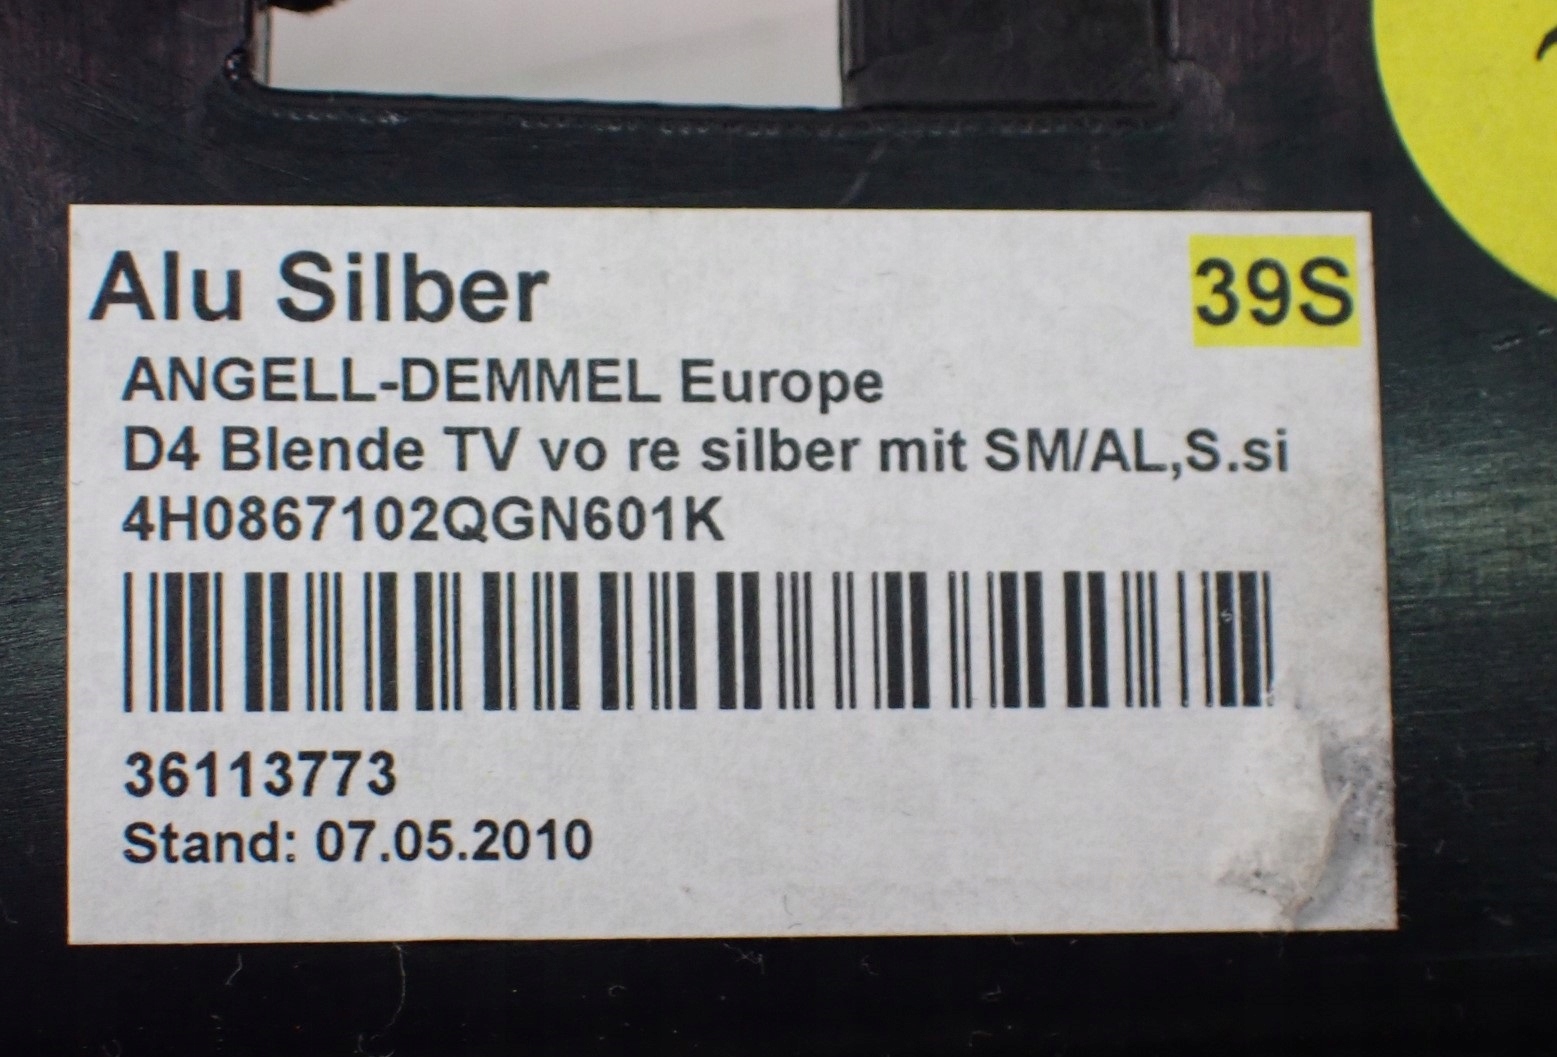 Alu Silber
39S
ANGELL-DEMMEL Europe
D4 Blende TV vo re silber mit SM/AL,S.si
4H0867102QGN601K
36113773
Stand: 07.05.2010